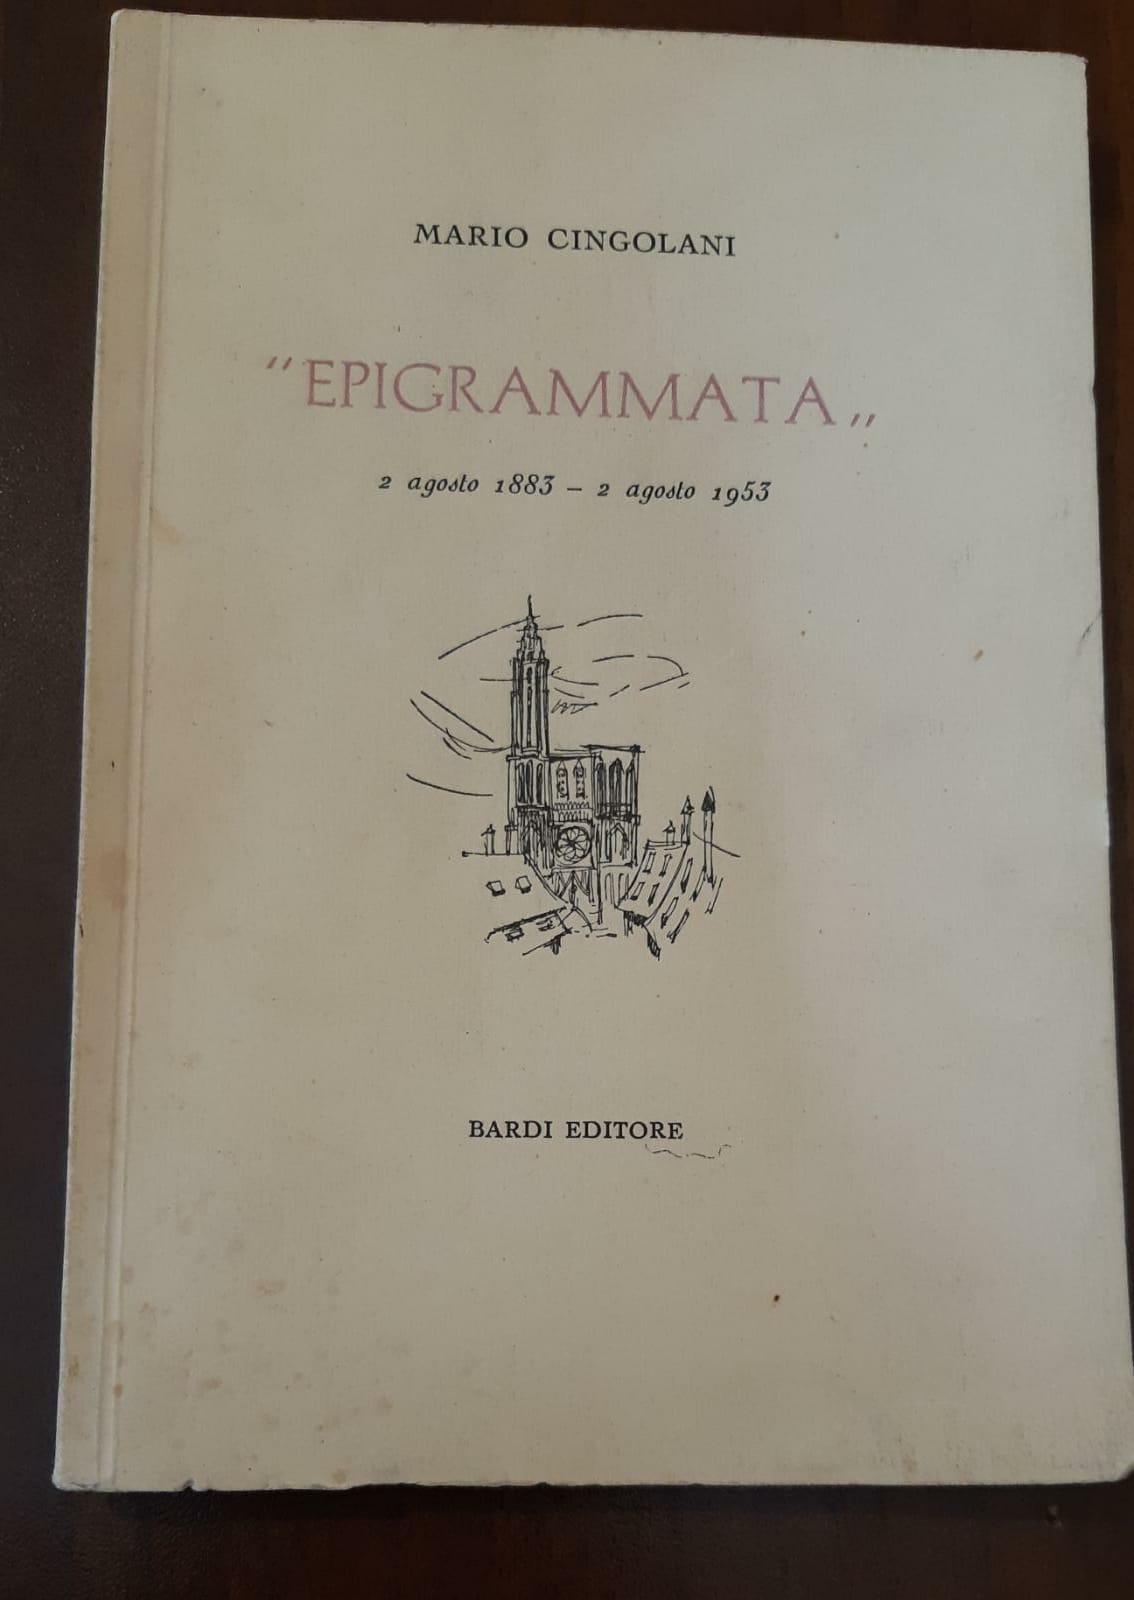 MARIO CINGOLANI
"EPIGRAMMATA„
2 agosto 1883 – 2 agosto 1953
BARDI EDITORE